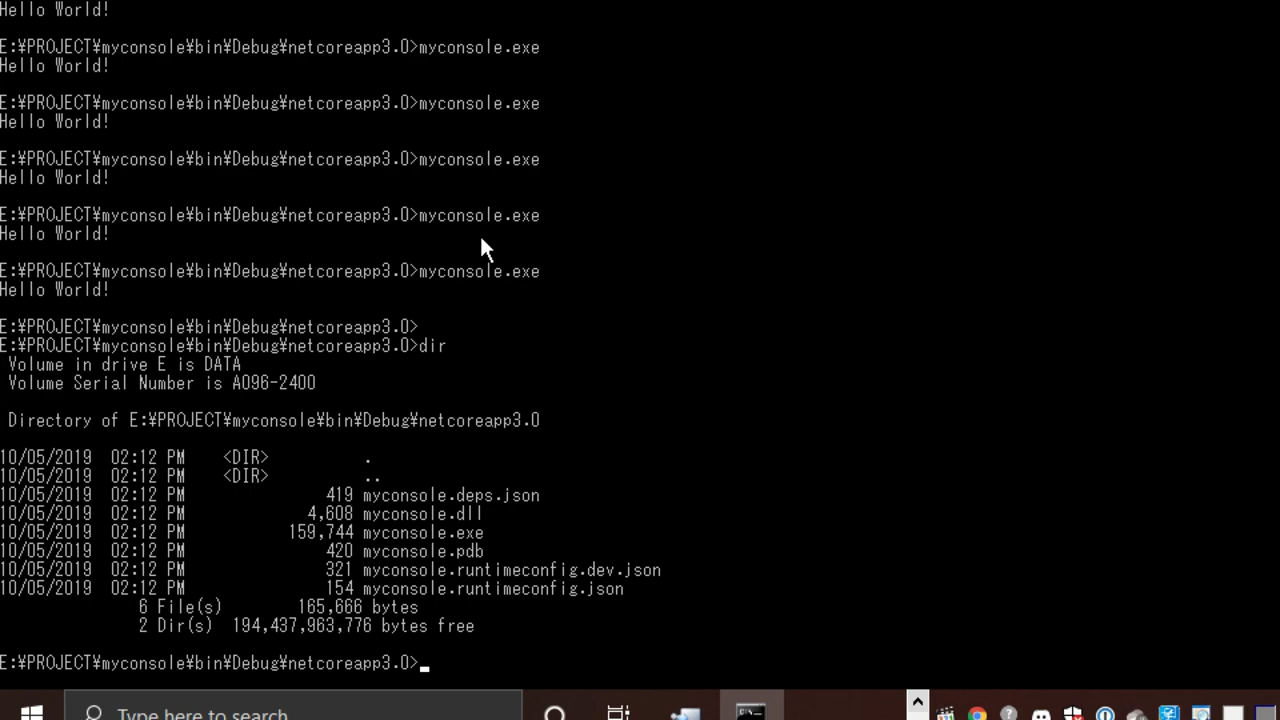 Hello World!
E:¥PROJECT¥myconsole¥bin¥Debug¥netcoreapp3.0>myconsole.exe
Hello World!
E:¥PROJECT¥myconsole¥bin¥Debug¥netcoreapp3.0>myconsole.exe
Hello World!
E:¥PROJECT¥myconsole¥bin¥Debug¥netcoreapp3.0>myconsole.exe
Hello World!
E:¥PROJECT¥myconsole¥bin¥Debug¥netcoreapp3.0>myconsole.exe
Hello World!
E:¥PROJECT¥myconsole¥bin¥Debug¥netcoreapp3.0>myconsole.exe
Hello World!
E:¥PROJECT¥myconsole¥bin¥Debug¥netcoreapp3.0>
E:¥PROJECT¥myconsole¥bin¥Debug¥netcoreapp3.0>dir
Volume in drive E is DATA
Volume Serial Number is A096-2400
Directory of E:¥PROJECT¥myconsole¥bin¥Debug¥netcoreapp3.0
10/05/2019 02:12 PM <DIR> .
10/05/2019 02:12 PM <DIR> ..
10/05/2019 02:12 PM 419 myconsole.deps.json
10/05/2019 02:12 PM 4,608 myconsole.dll
10/05/2019 02:12 PM 159,744 myconsole.exe
10/05/2019 02:12 PM 420 myconsole.pdb
10/05/2019 02:12 PM 321 myconsole.runtimeconfig.dev.json
10/05/2019 02:12 PM 154 myconsole.runtimeconfig.json
6 File(s) 165,666 bytes
2 Dir(s) 194,437,963,776 bytes free
E:¥PROJECT¥myconsole¥bin¥Debug¥netcoreapp3.0>
Type here to search